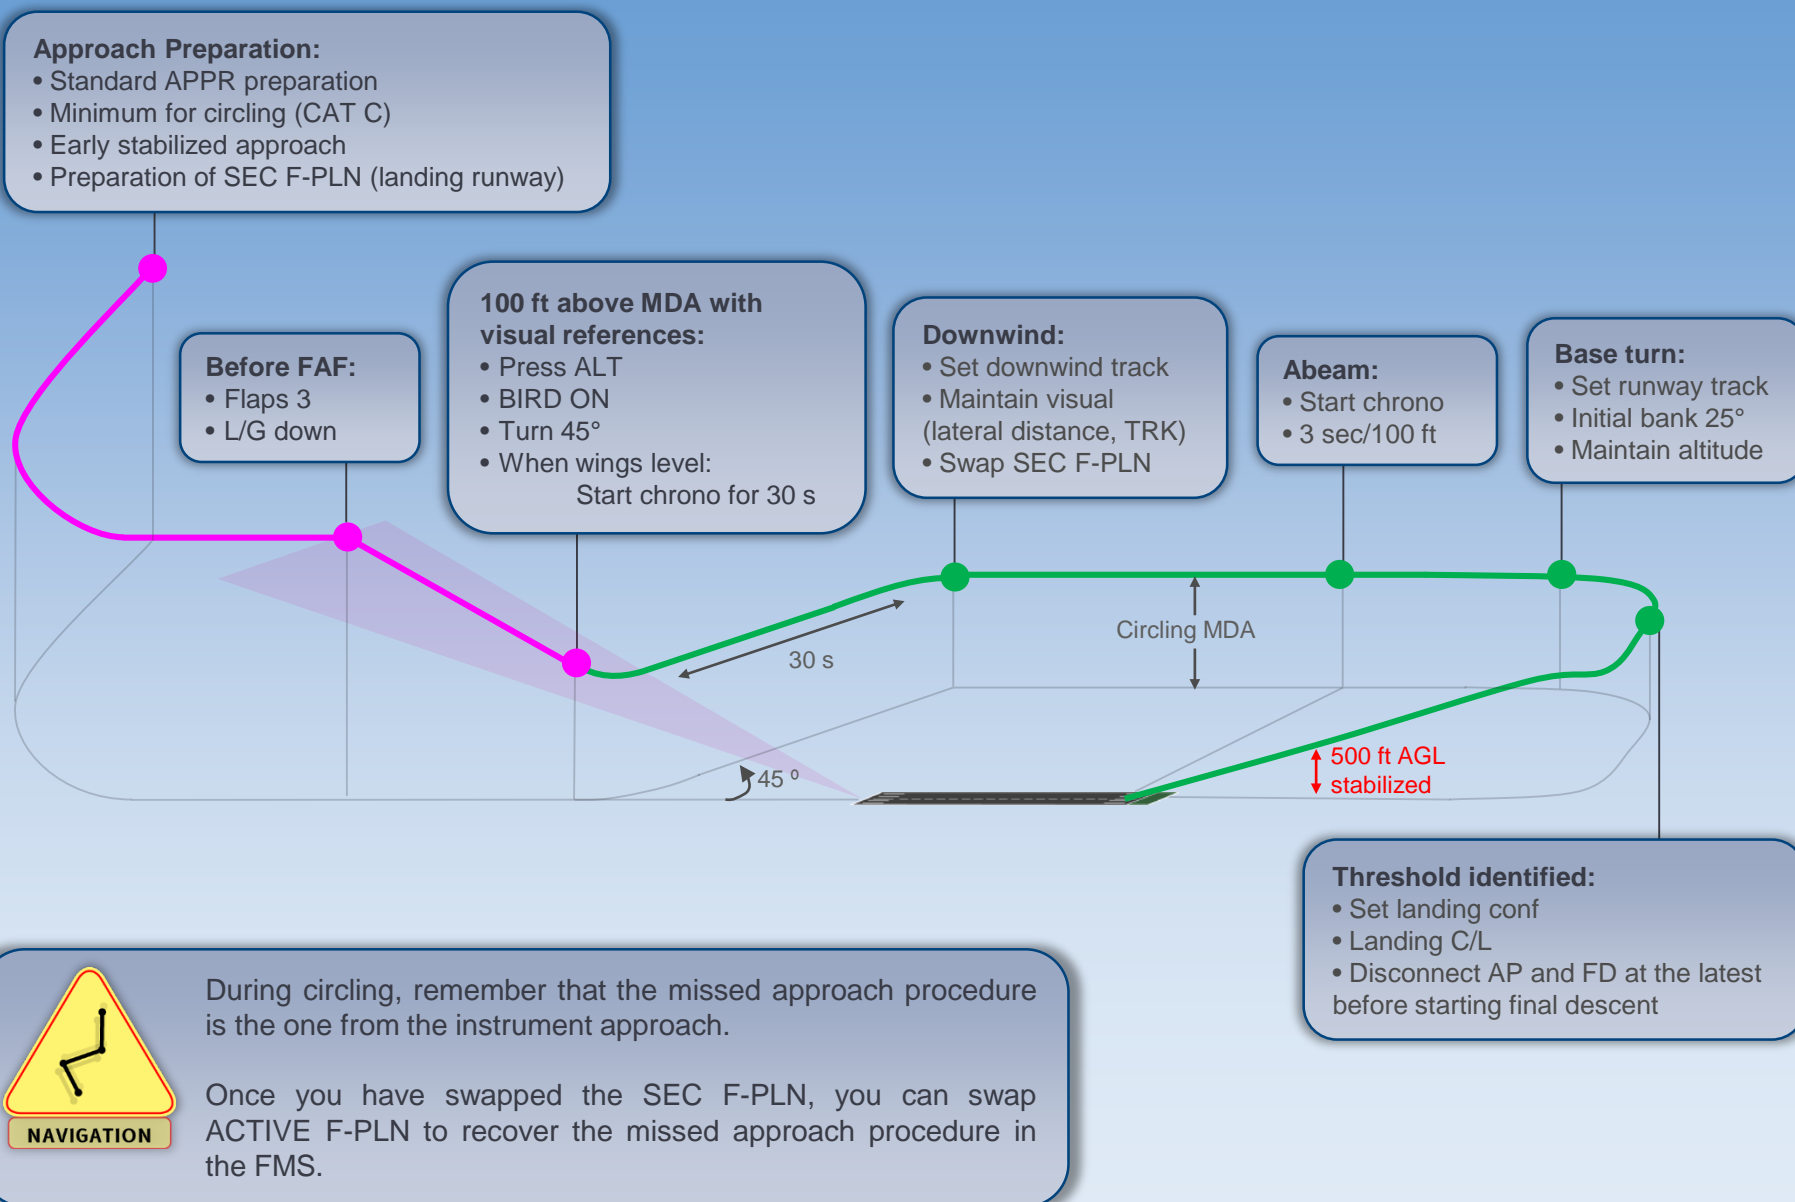 Approach Preparation:
• Standard APPR preparation
• Minimum for circling (CAT C)
• Early stabilized approach
• Preparation of SEC F-PLN (landing runway)
Before FAF:
• Flaps 3
• L/G down
100 ft above MDA with
visual references:
• Press ALT
• BIRD ON
• Turn 45°
• When wings level:
Start chrono for 30 s
Downwind:
• Set downwind track
• Maintain visual
(lateral distance, TRK)
• Swap SEC F-PLN
Abeam:
• Start chrono
• 3 sec/100 ft
Base turn:
• Set runway track
• Initial bank 25°
• Maintain altitude
Circling MDA
30 s
45 º
500 ft AGL
stabilized
Threshold identified:
• Set landing conf
• Landing C/L
• Disconnect AP and FD at the latest
before starting final descent
NAVIGATION
During circling, remember that the missed approach procedure
is the one from the instrument approach.
Once you have swapped the SEC F-PLN, you can swap
ACTIVE F-PLN to recover the missed approach procedure in
the FMS.